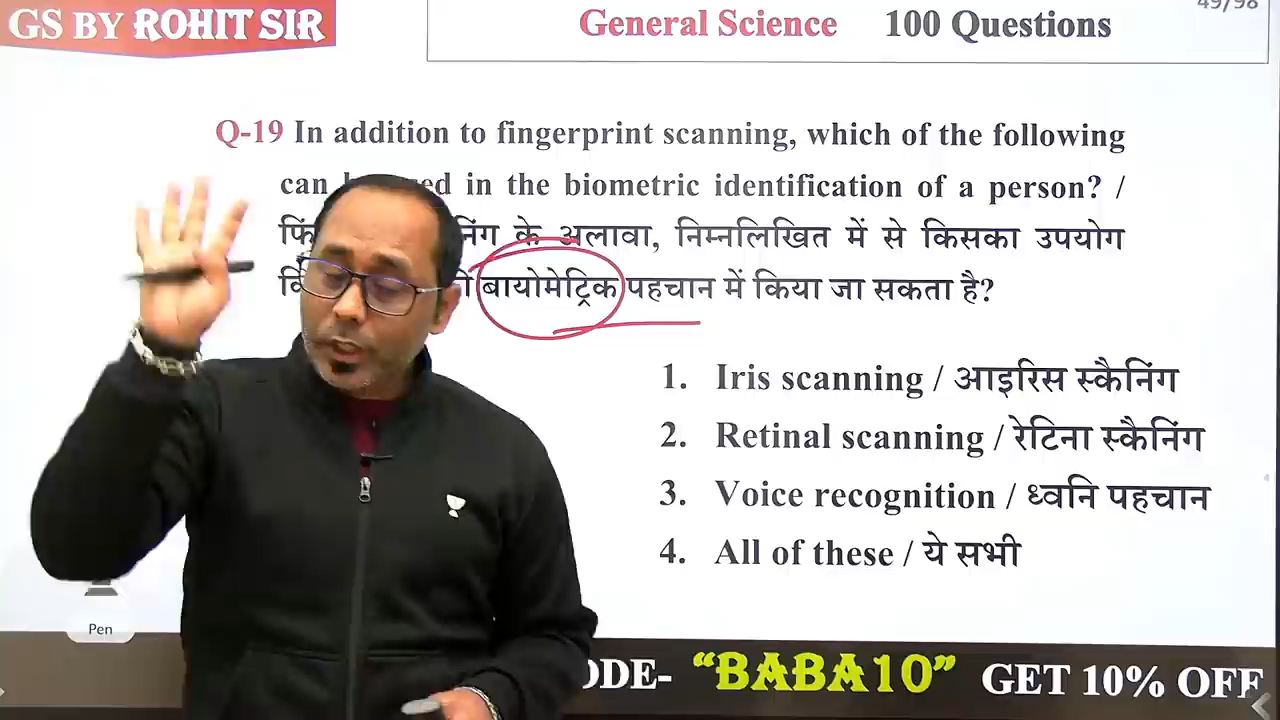 GS BY ROHIT SIR
General Science 100 Questions
Q-19 In addition to fingerprint scanning, which of the following
can in the biometric identification of a person? /
के अलावा, निम्नलिखित में से किसका उपयोग
बायोमेट्रिक पहचान में किया जा सकता है?
1. Iris scanning / आइरिस स्कैनिंग
2. Retinal scanning / रेटिना स्कैनिंग
3. Voice recognition / ध्वनि पहचान
4. All of these / ये सभी
Pen
"BABA10" GET 10% OFF